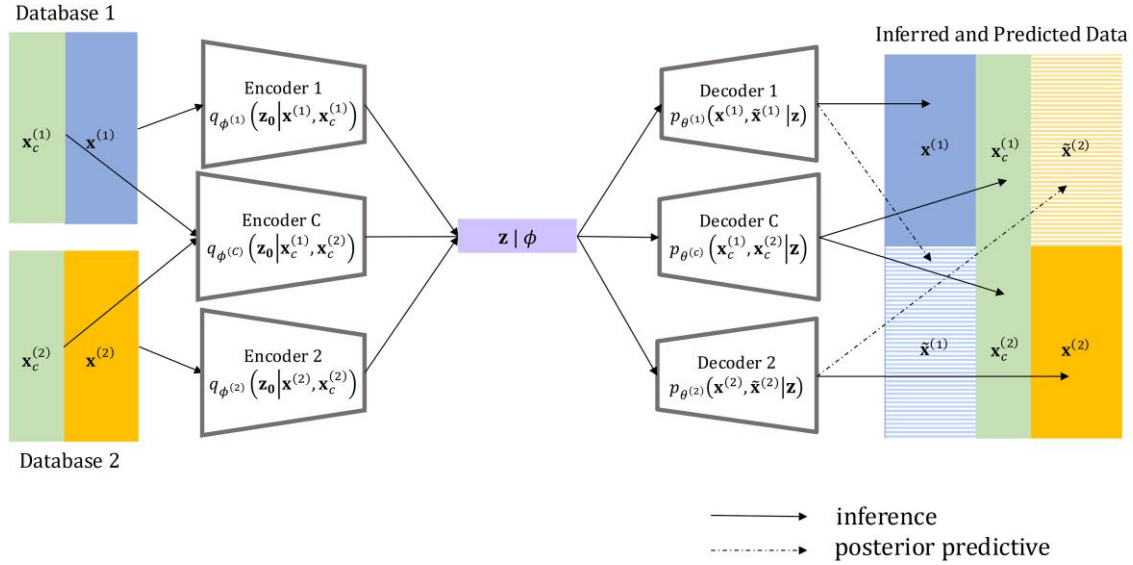 Database 1
x_c^(1) x^(1)
Database 2
x_c^(2) x^(2)
Encoder 1
q_ϕ^(1) (z_0 | x^(1), x_c^(1))
Encoder C
q_ϕ^(C) (z_0 | x_c^(1), x_c^(2))
Encoder 2
q_ϕ^(2) (z_0 | x^(2), x_c^(2))
z | ϕ
Decoder 1
p_θ^(1) (x^(1), x̃^(1) | z)
Decoder C
p_θ^(c) (x_c^(1), x_c^(2) | z)
Decoder 2
p_θ^(2) (x^(2), x̃^(2) | z)
Inferred and Predicted Data
x^(1) x_c^(1) x̃^(2)
x̃^(1) x_c^(2) x^(2)
inference
posterior predictive